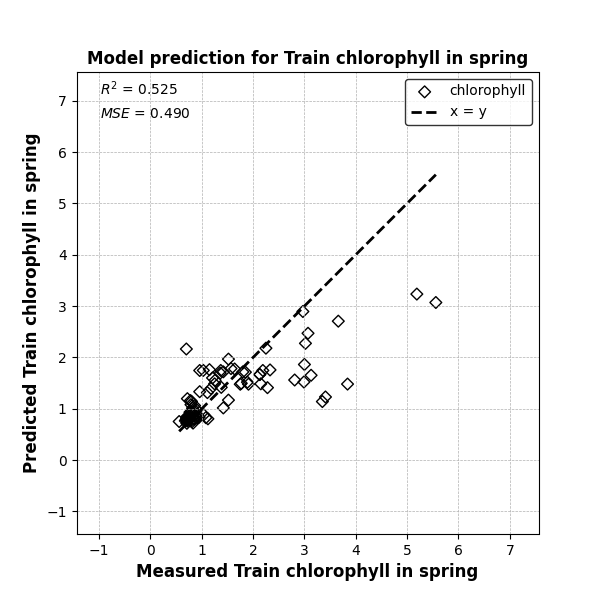 Model prediction for Train chlorophyll in spring
R² = 0.525
MSE = 0.490
chlorophyll
x = y
Predicted Train chlorophyll in spring
7
6
5
4
3
2
1
0
−1
−1 0 1 2 3 4 5 6 7
Measured Train chlorophyll in spring